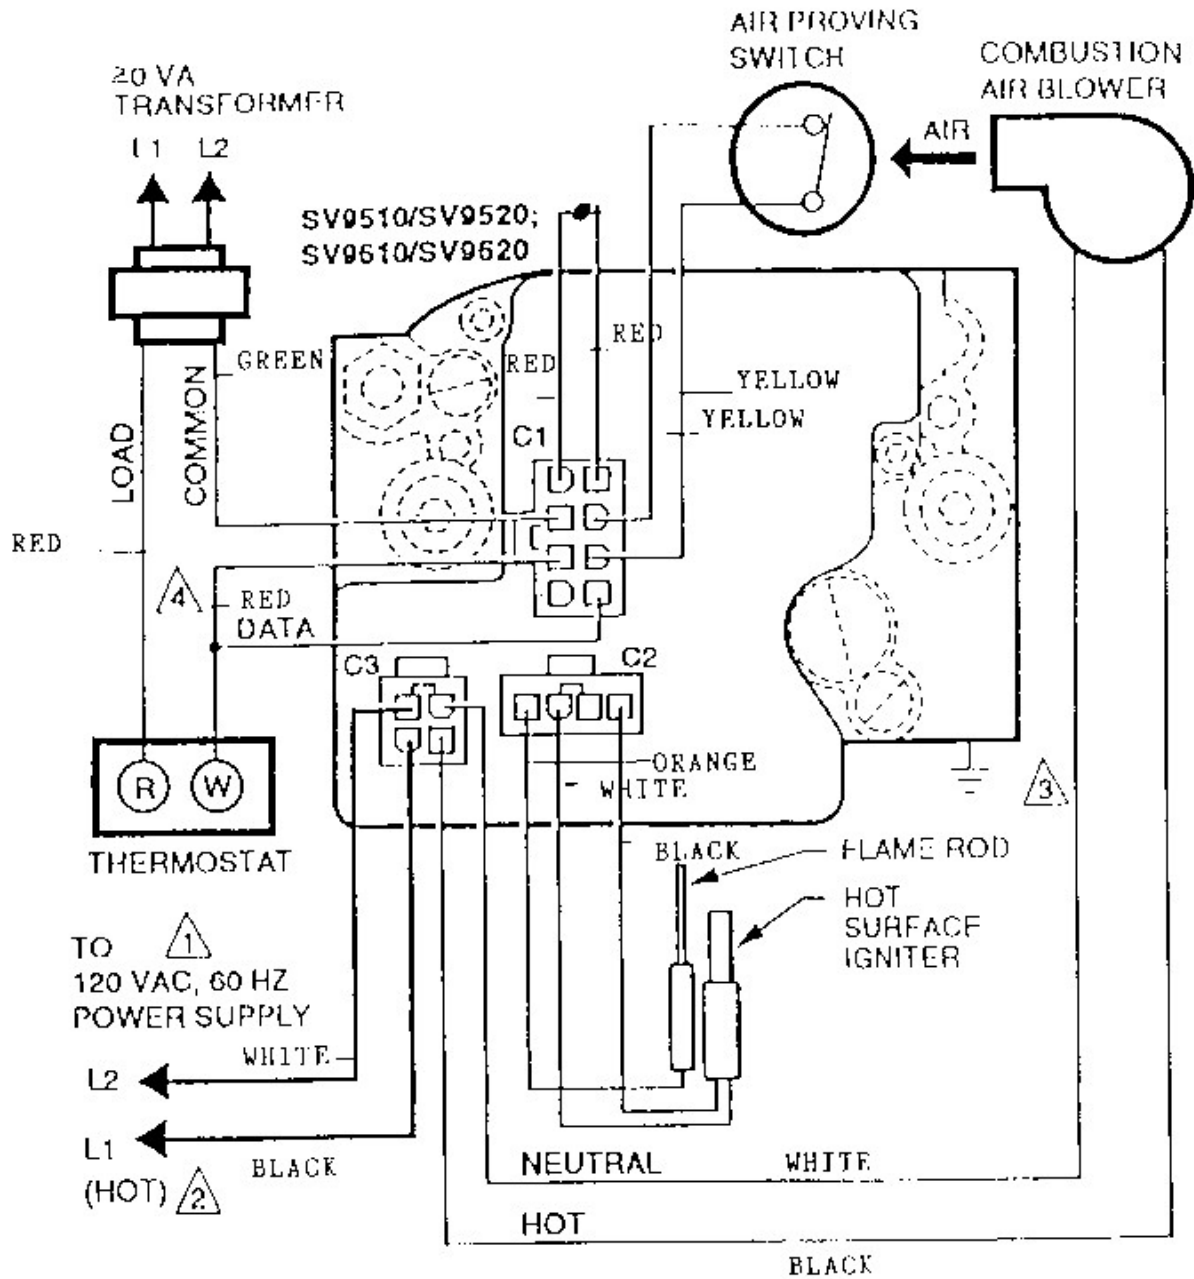 AIR PROVING
SWITCH
COMBUSTION
AIR BLOWER
20 VA
TRANSFORMER
L1 L2
AIR
SV9510/SV9520;
SV9610/SV9620
GREEN
RED
RED
YELLOW
YELLOW
LOAD
COMMON
C1
RED
4
RED
DATA
C3
C2
ORANGE
WHITE
3
R
W
THERMOSTAT
BLACK
FLAME ROD
HOT
SURFACE
IGNITER
TO 1
120 VAC, 60 HZ
POWER SUPPLY
WHITE
L2
L1
(HOT) 2
BLACK
NEUTRAL
WHITE
HOT
BLACK